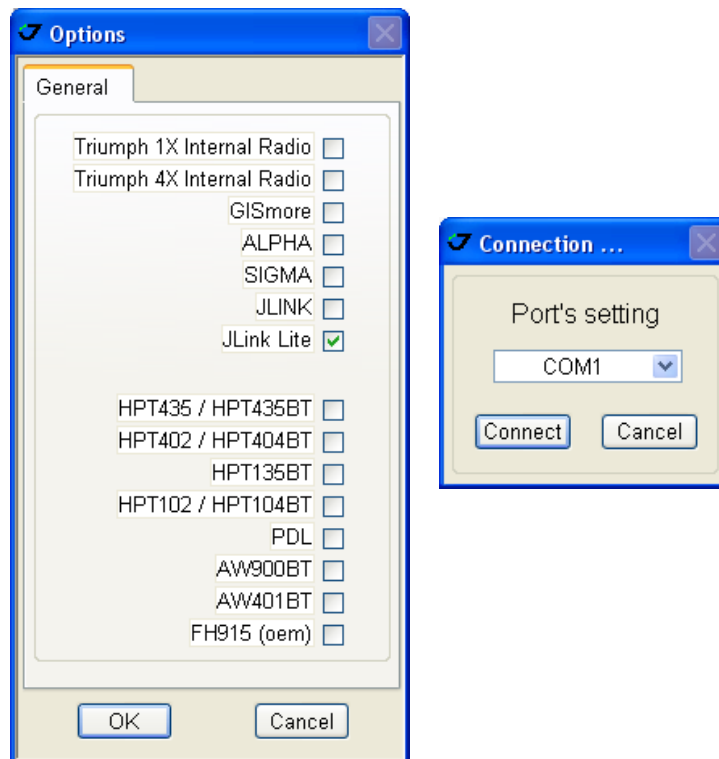 Options
General
Triumph 1X Internal Radio
Triumph 4X Internal Radio
GISmore
ALPHA
SIGMA
JLINK
JLink Lite
HPT435 / HPT435BT
HPT402 / HPT404BT
HPT135BT
HPT102 / HPT104BT
PDL
AW900BT
AW401BT
FH915 (oem)
OK Cancel
Connection ...
Port's setting
COM1
Connect Cancel